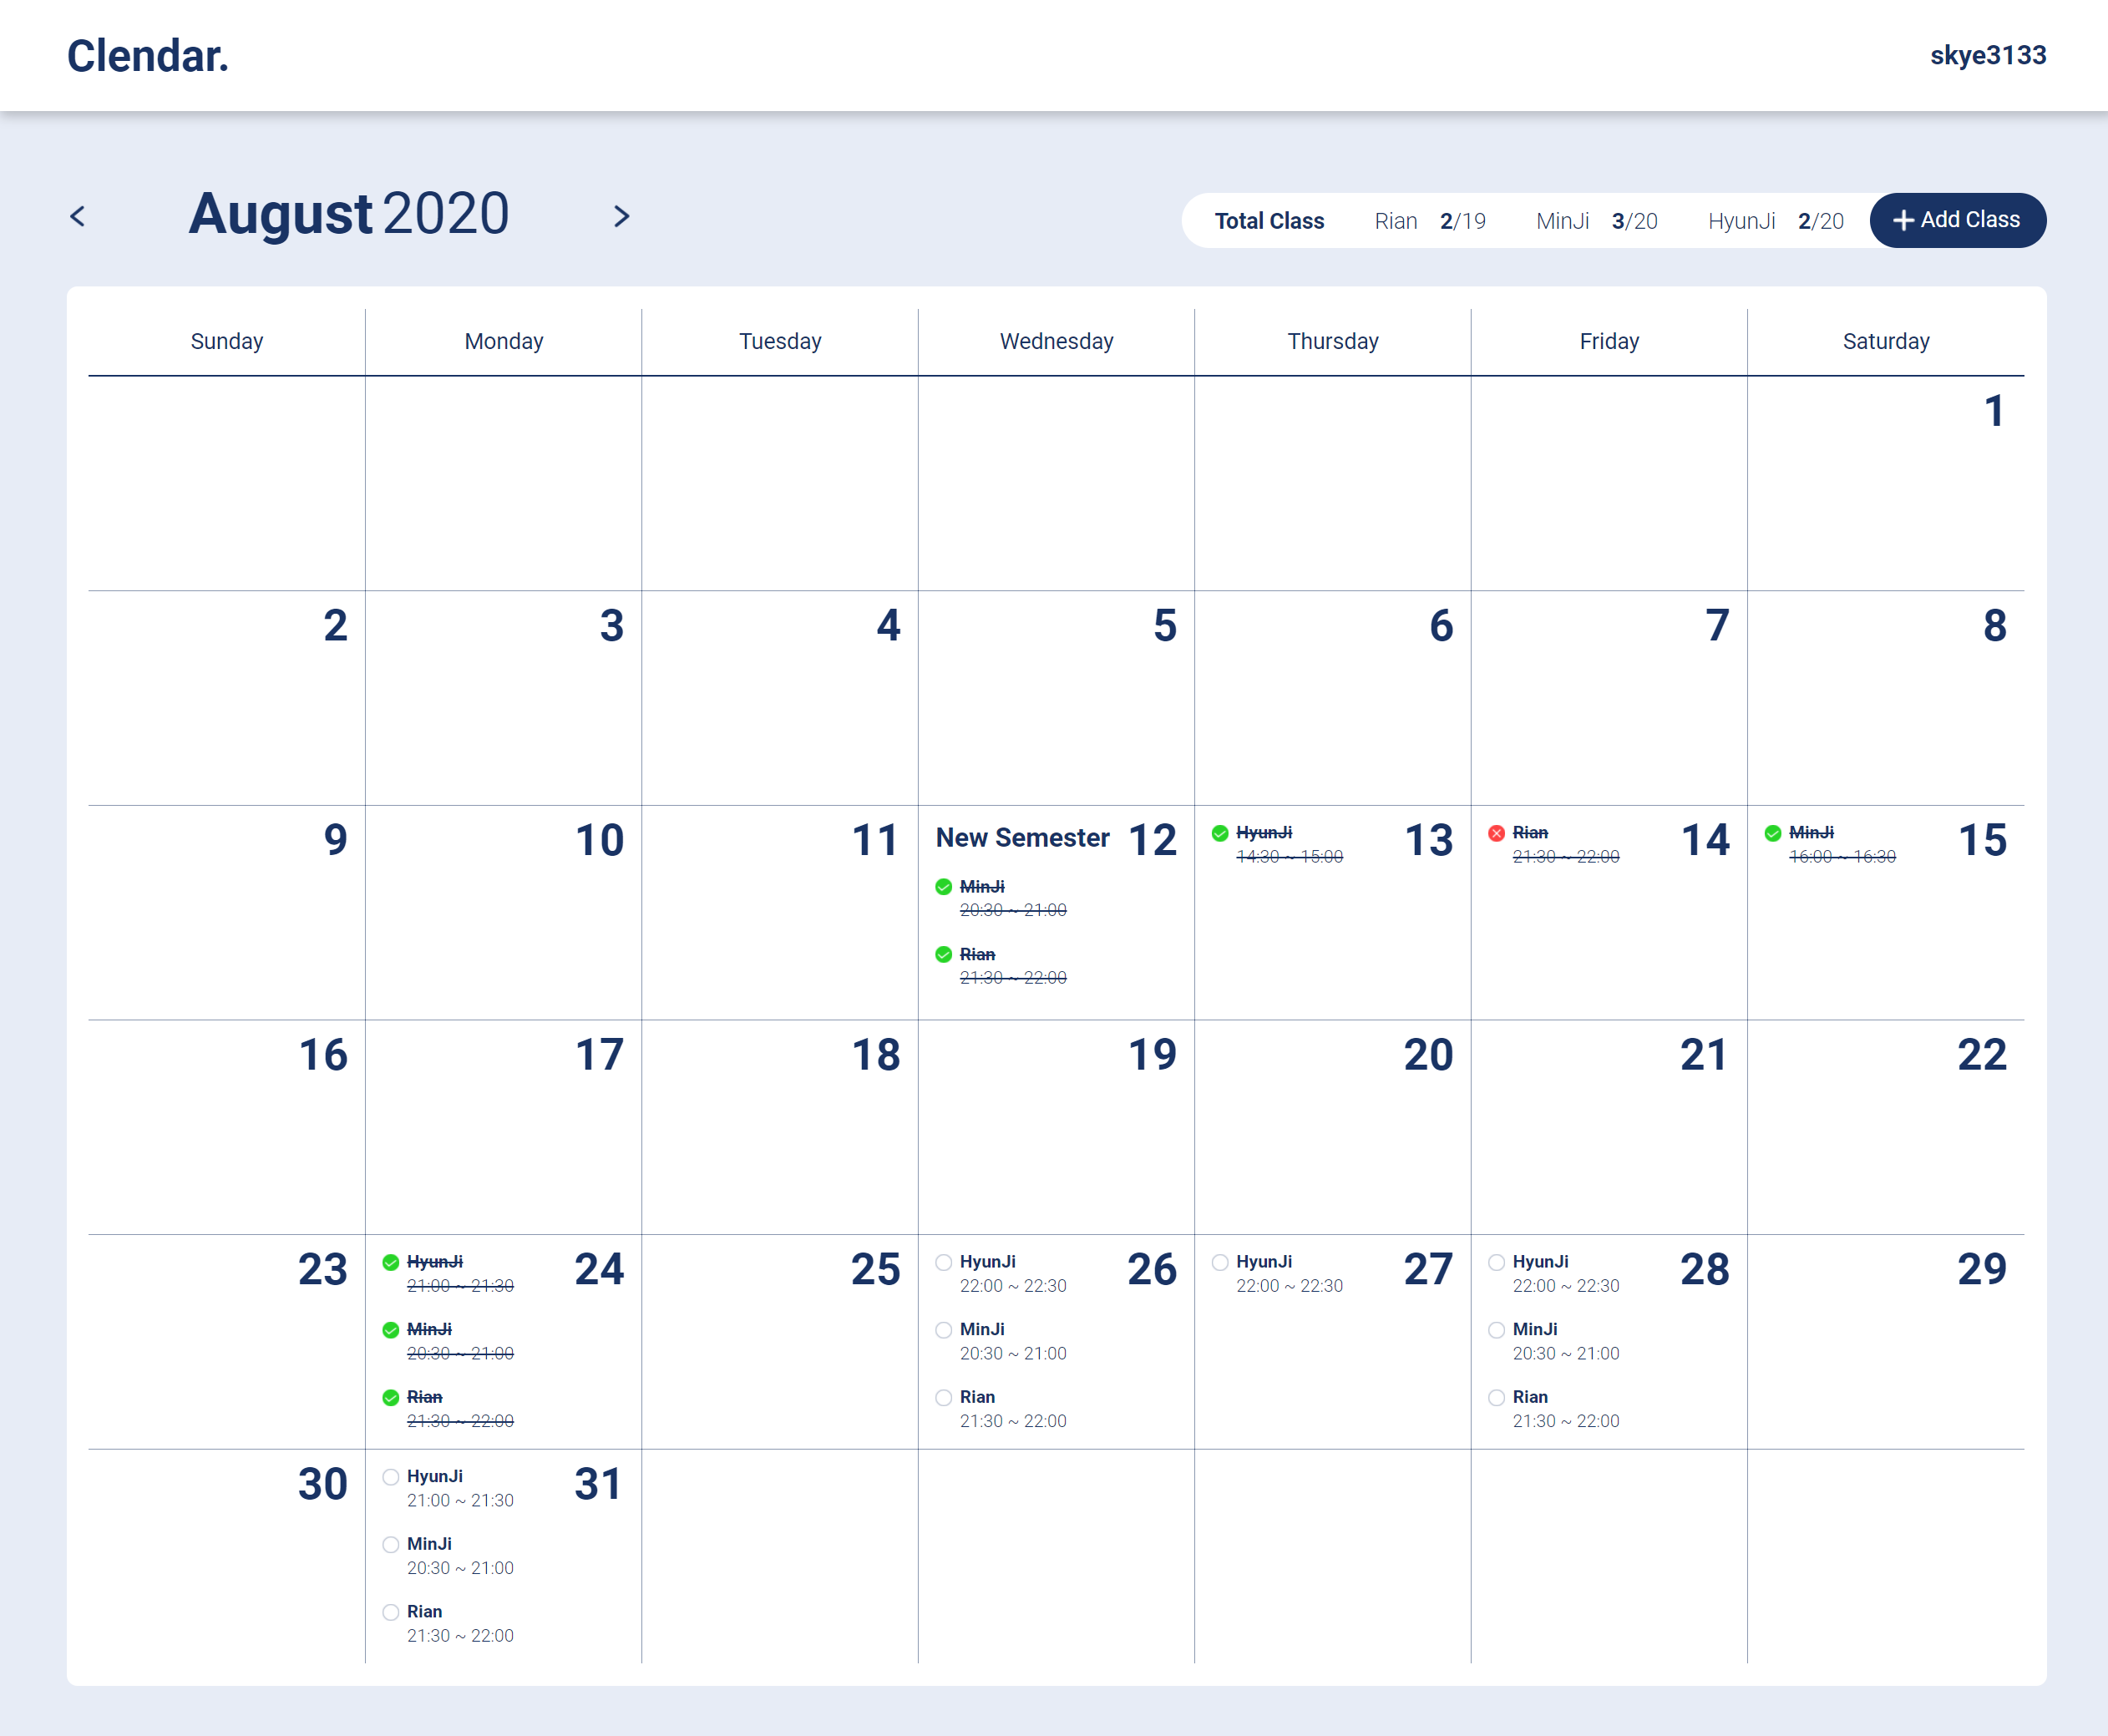 Clendar.
skye3133
August 2020
Total Class Rian 2/19 MinJi 3/20 HyunJi 2/20 Add Class
Sunday Monday Tuesday Wednesday Thursday Friday Saturday
1
2 3 4 5 6 7 8
9
10
11
New Semester 12
MinJi
20:30 ~ 21:00
Rian
21:30 ~ 22:00
HyunJi 13
14:30 ~ 15:00
Rian 14
21:30 ~ 22:00
MinJi 15
16:00 ~ 16:30
16 17 18 19 20 21 22
23
HyunJi 24
21:00 ~ 21:30
MinJi
20:30 ~ 21:00
Rian
21:30 ~ 22:00
25
HyunJi 26
22:00 ~ 22:30
MinJi
20:30 ~ 21:00
Rian
21:30 ~ 22:00
HyunJi 27
22:00 ~ 22:30
HyunJi 28
22:00 ~ 22:30
MinJi
20:30 ~ 21:00
Rian
21:30 ~ 22:00
29
30
HyunJi 31
21:00 ~ 21:30
MinJi
20:30 ~ 21:00
Rian
21:30 ~ 22:00